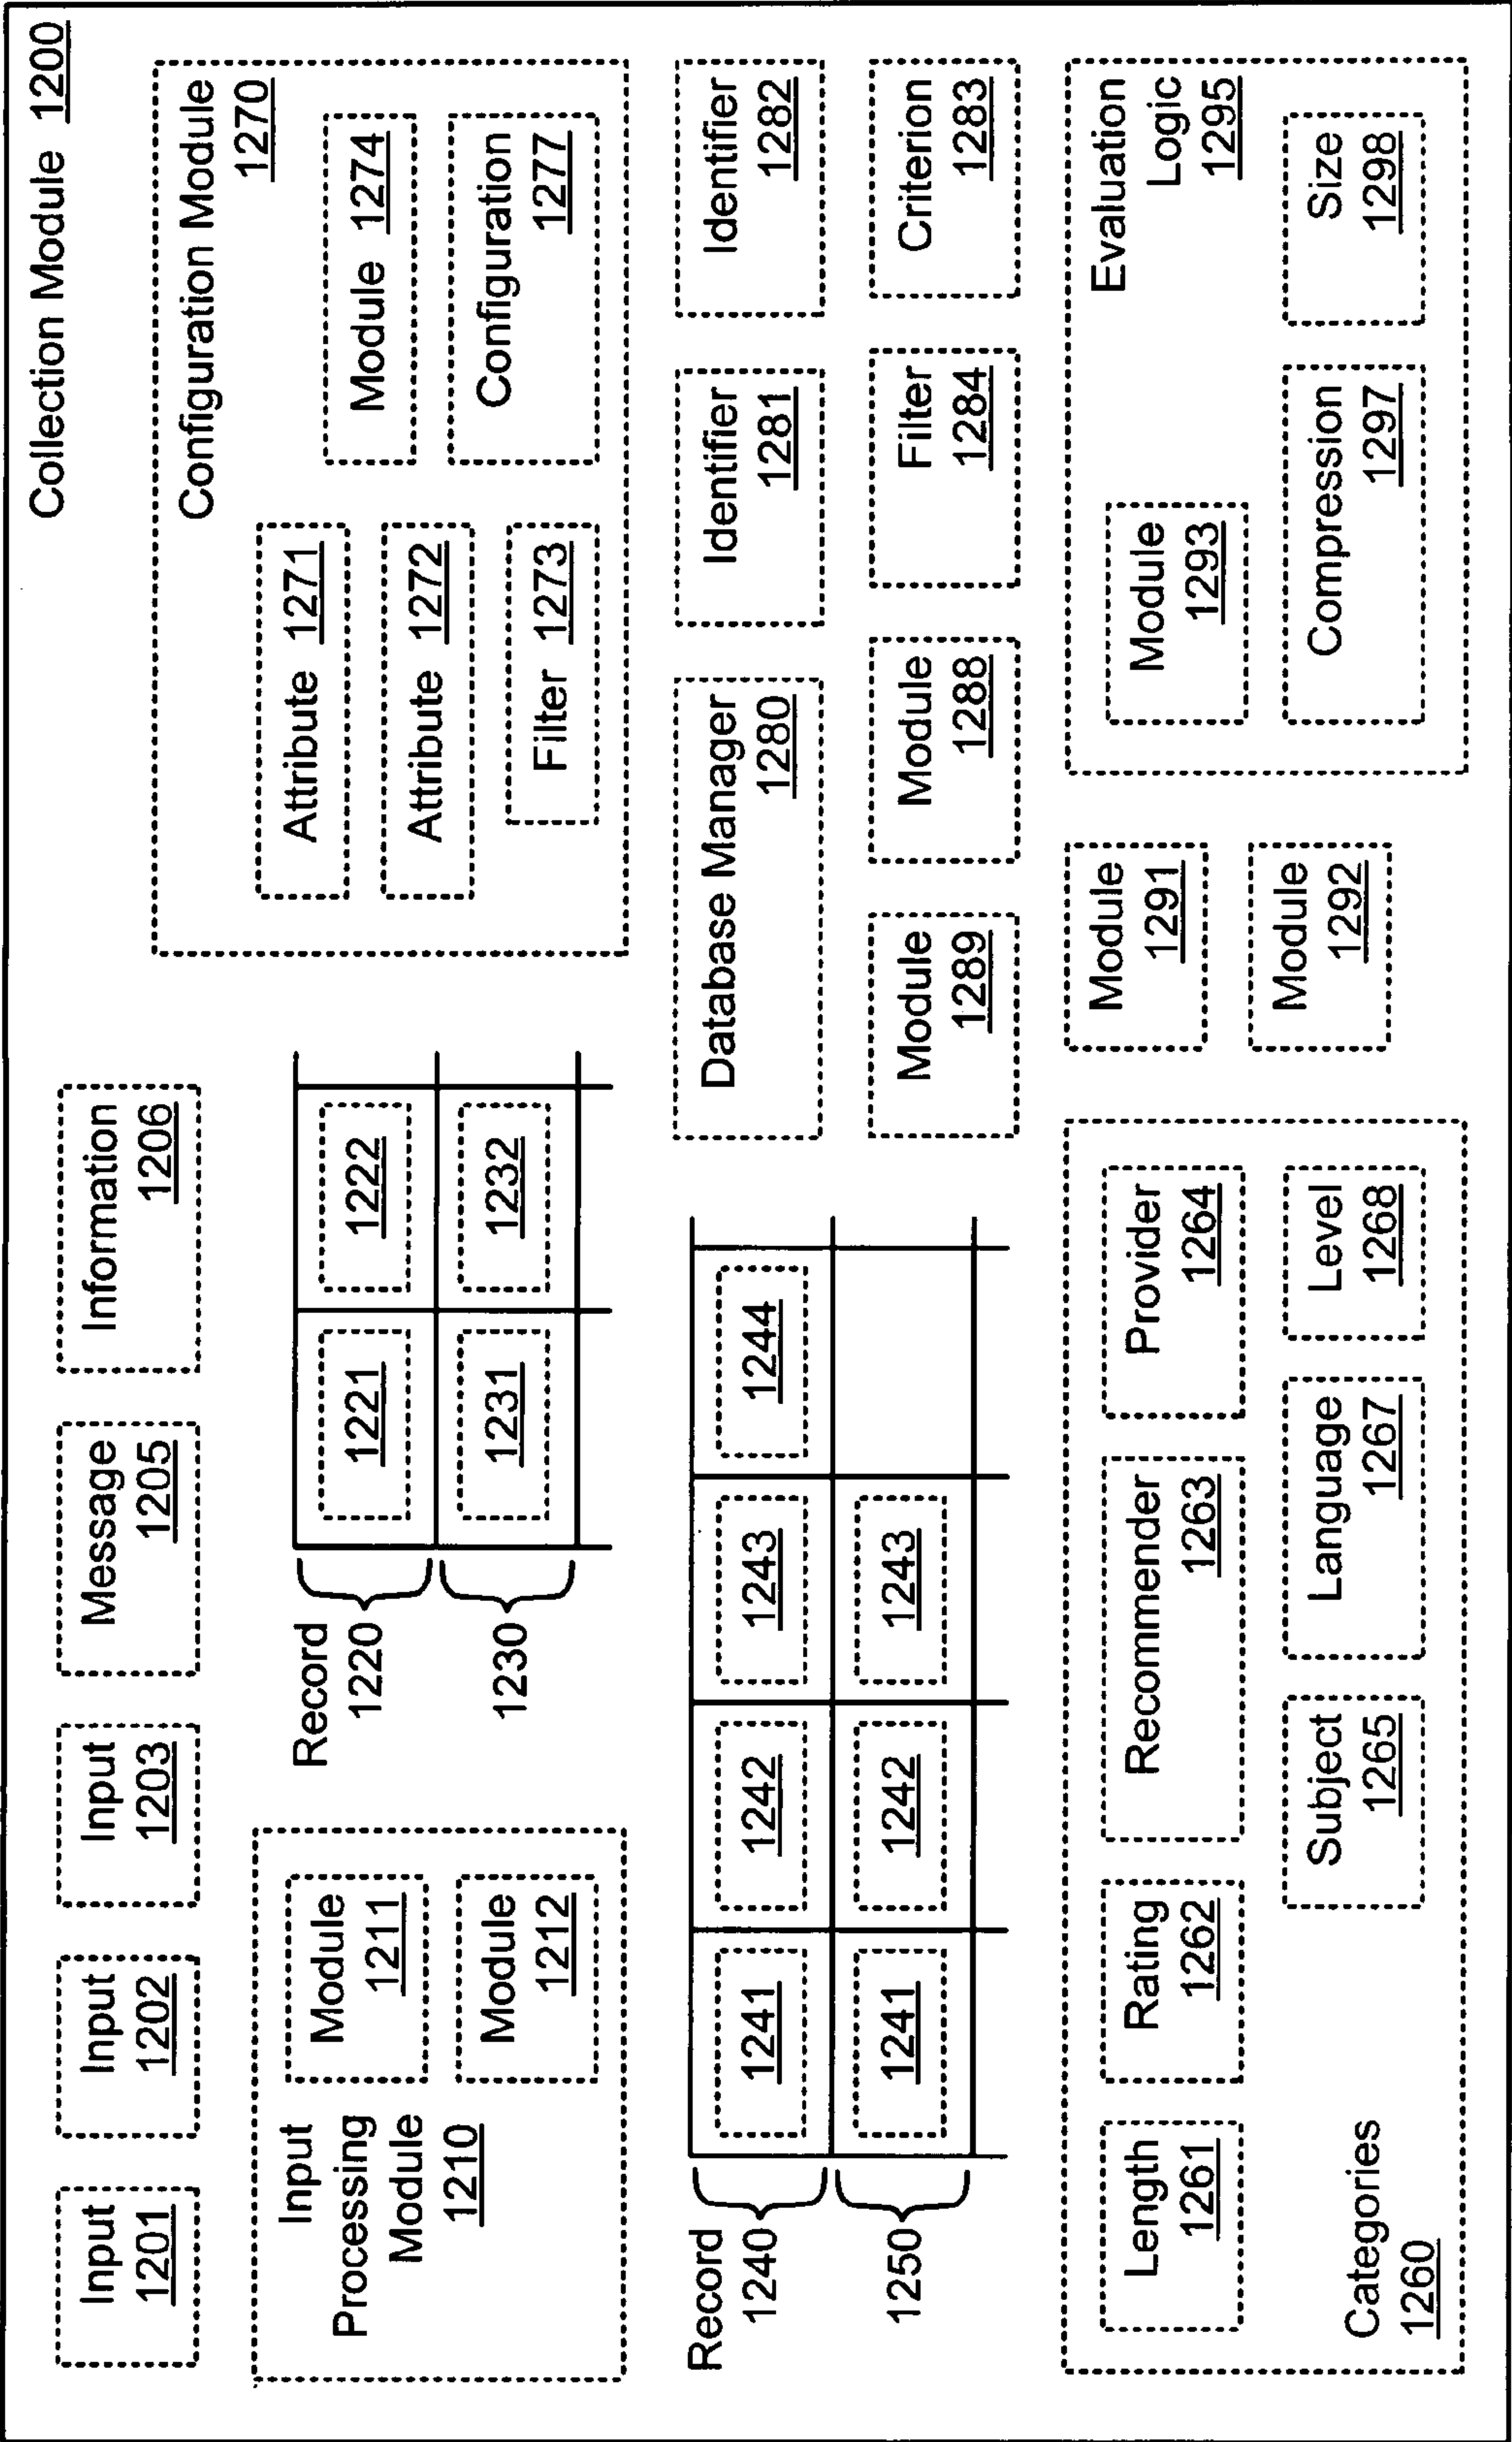 Collection Module 1200
Input
1201
Input
1202
Input
1203
Message
1205
Information
1206
Input
Processing
Module
1210
Module
1211
Module
1212
Record
1220
1230
1221
1222
1231
1232
Configuration Module
1270
Attribute 1271
Attribute 1272
Filter 1273
Module 1274
Configuration
1277
Record
1240
1250
1241
1242
1243
1244
1241
1242
1243
Database Manager
1280
Identifier
1281
Identifier
1282
Module
1289
Module
1288
Filter
1284
Criterion
1283
Length
1261
Rating
1262
Recommender
1263
Provider
1264
Categories
1260
Subject
1265
Language
1267
Level
1268
Module
1291
Module
1292
Evaluation
Logic
1295
Module
1293
Compression
1297
Size
1298